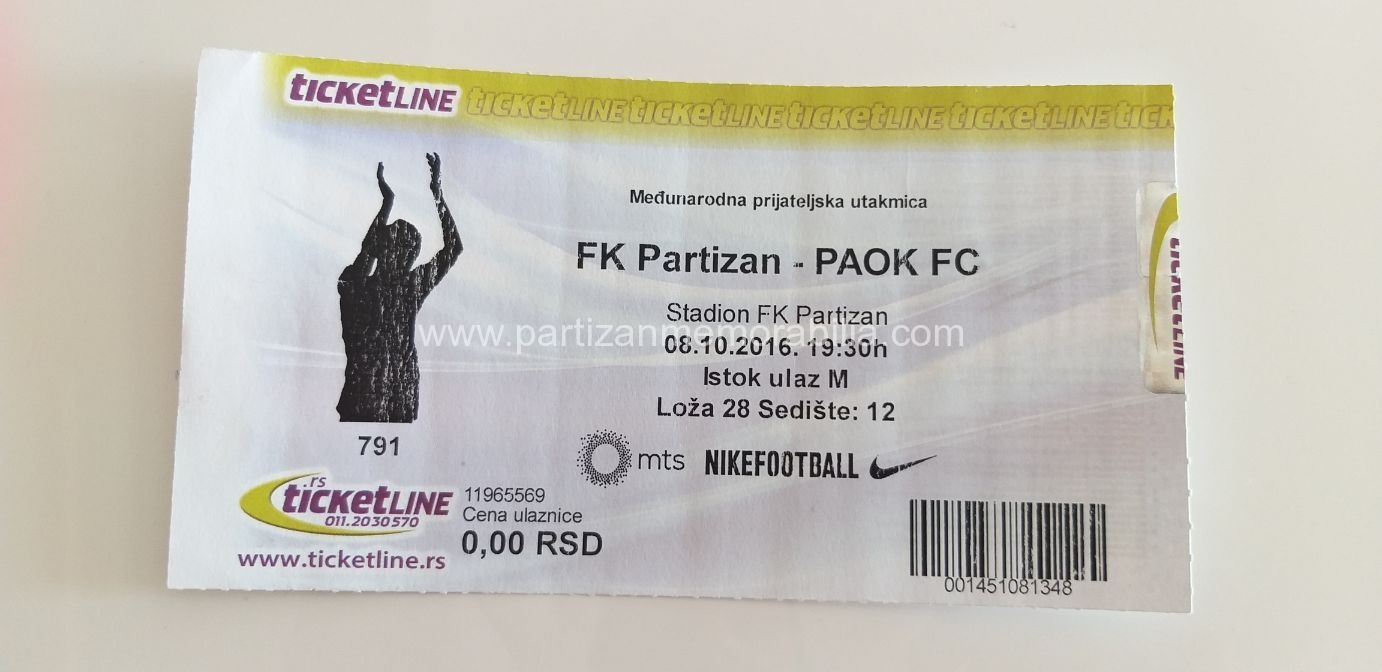 ticketLINE ticketLINE ticketLINE ticketLINE ticketLINE tick
Međunarodna prijateljska utakmica
FK Partizan - PAOK FC
Stadion FK Partizan
www.partizanmemorabilia.com
08.10.2016. 19:30h
Istok ulaz M
Loža 28 Sedište: 12
791
mts NIKEFOOTBALL
.rs
ticketLINE
011.2030570
www.ticketline.rs
11965569
Cena ulaznice
0,00 RSD
001451081348
ticketLINE